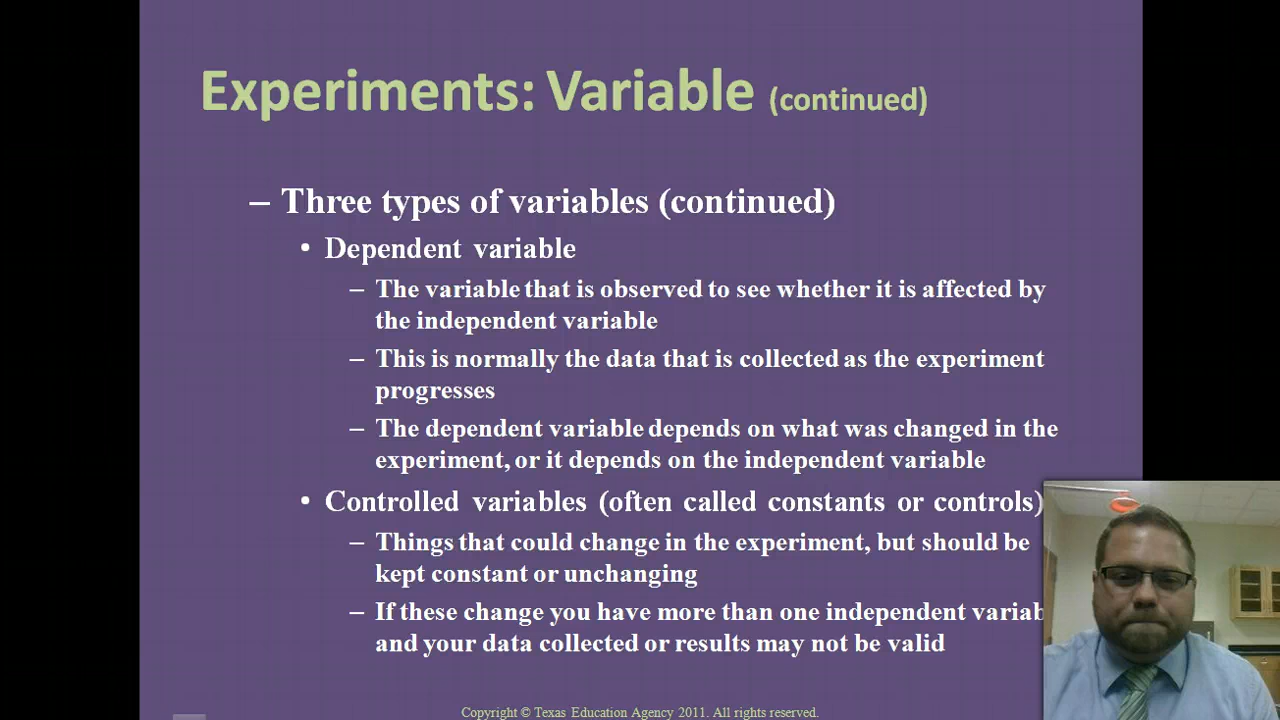 Experiments: Variable (continued)
– Three types of variables (continued)
• Dependent variable
– The variable that is observed to see whether it is affected by
the independent variable
– This is normally the data that is collected as the experiment
progresses
– The dependent variable depends on what was changed in the
experiment, or it depends on the independent variable
• Controlled variables (often called constants or controls)
– Things that could change in the experiment, but should be
kept constant or unchanging
– If these change you have more than one independent variab
and your data collected or results may not be valid
Copyright © Texas Education Agency 2011. All rights reserved.